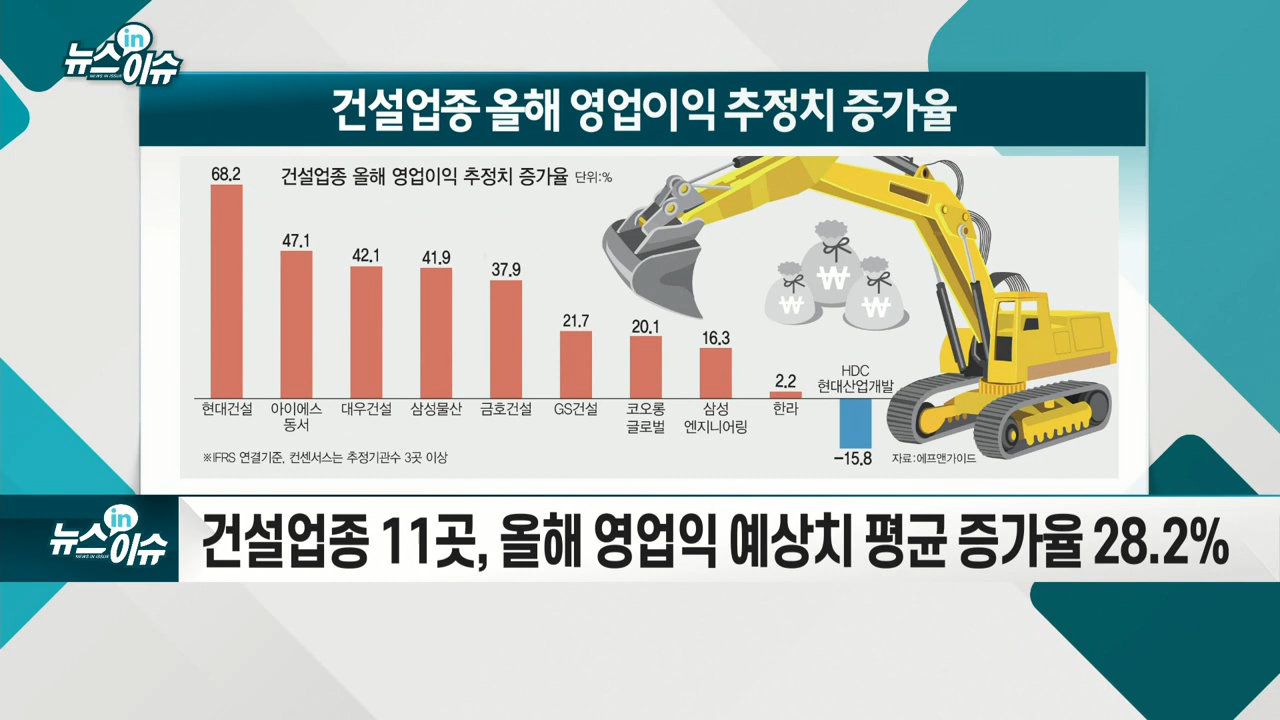 뉴스in이슈
NEWS IN ISSUE
건설업종 올해 영업이익 추정치 증가율
건설업종 올해 영업이익 추정치 증가율 단위:%
68.2
47.1
42.1
41.9
37.9
21.7
20.1
16.3
2.2
HDC
현대산업개발
현대건설
아이에스
동서
대우건설
삼성물산
금호건설
GS건설
코오롱
글로벌
삼성
엔지니어링
한라
-15.8
₩
₩
₩
※IFRS 연결기준, 컨센서스는 추정기관수 3곳 이상
자료:에프앤가이드
뉴스in이슈
NEWS IN ISSUE
건설업종 11곳, 올해 영업익 예상치 평균 증가율 28.2%